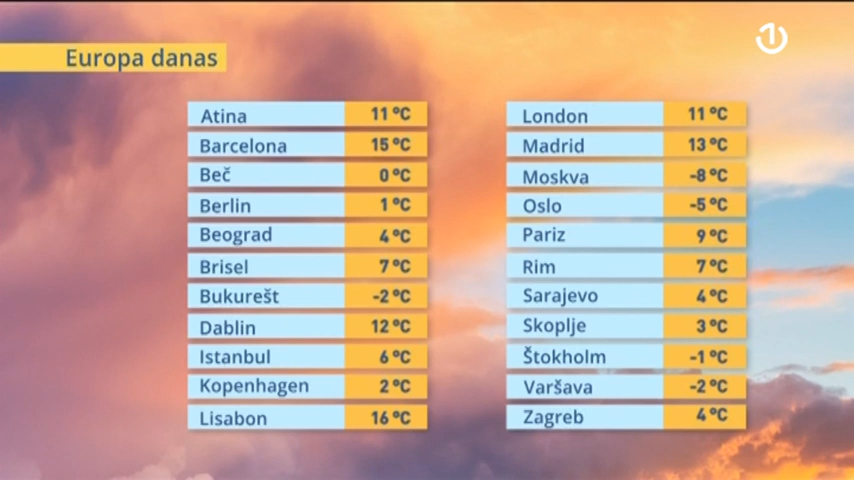 Europa danas
Atina 11 °C
Barcelona 15 °C
Beč 0 °C
Berlin 1 °C
Beograd 4 °C
Brisel 7 °C
Bukurešt -2 °C
Dablin 12 °C
Istanbul 6 °C
Kopenhagen 2 °C
Lisabon 16 °C
London 11 °C
Madrid 13 °C
Moskva -8 °C
Oslo -5 °C
Pariz 9 °C
Rim 7 °C
Sarajevo 4 °C
Skoplje 3 °C
Štokholm -1 °C
Varšava -2 °C
Zagreb 4 °C
1